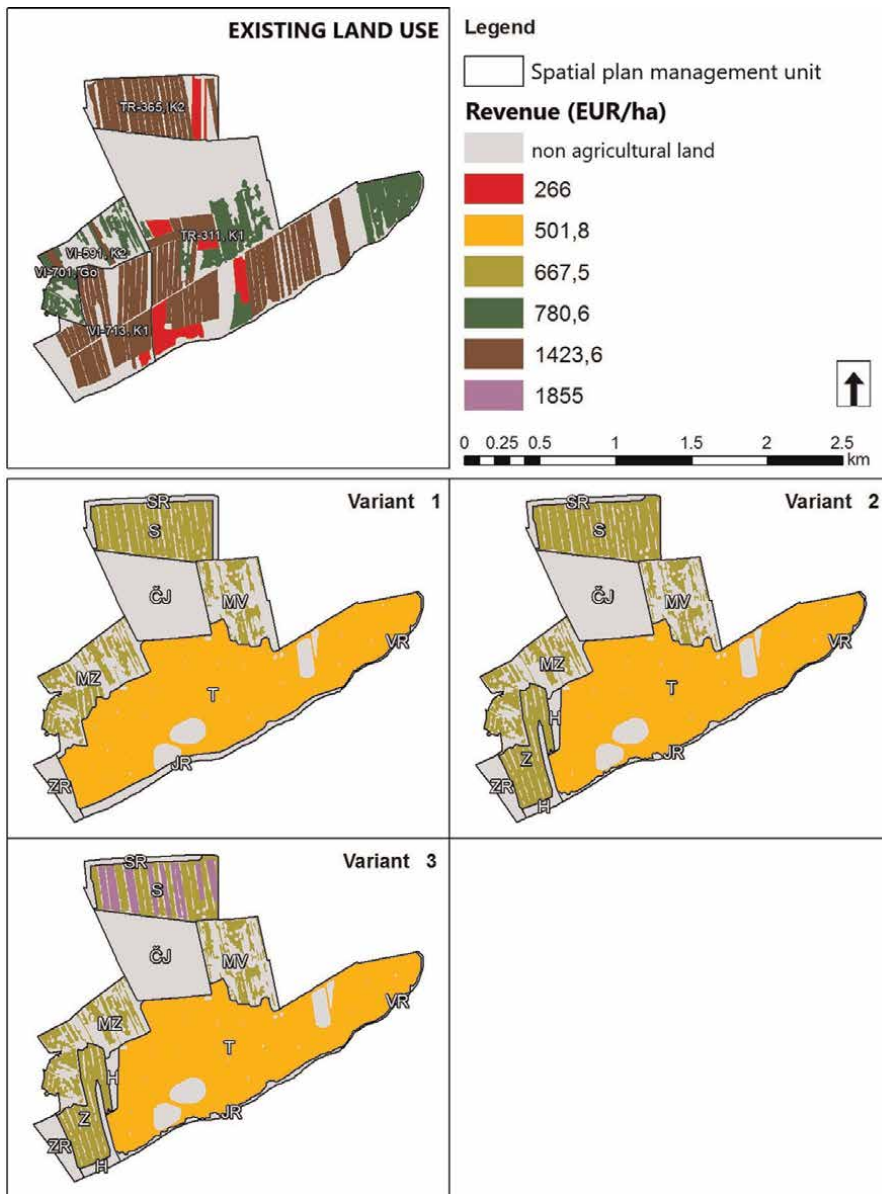 EXISTING LAND USE
TR-365, K2
TR-311, K1
VI-591, K2
VI-701, Go
VI-713, K1
Legend
Spatial plan management unit
Revenue (EUR/ha)
non agricultural land
266
501,8
667,5
780,6
1423,6
1855
0 0.25 0.5 1 1.5 2 2.5
km
Variant 1
SR
S
ČJ
MV
MZ
VR
T
JR
ZR
Variant 2
SR
S
ČJ
MV
MZ
VR
T
H
Z
JR
ZR
H
Variant 3
SR
S
ČJ
MV
MZ
VR
T
H
Z
JR
ZR
H